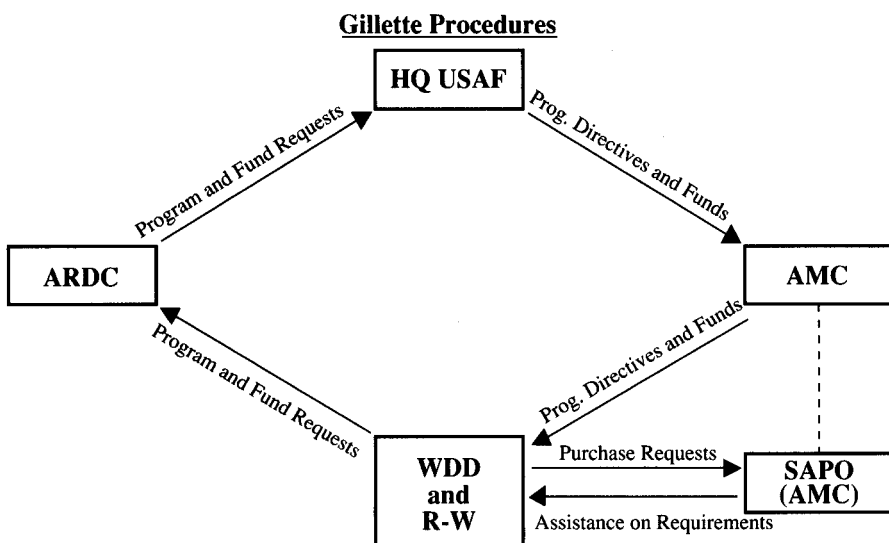 Gillette Procedures
HQ USAF
Program and Fund Requests
Prog. Directives and Funds
ARDC
AMC
Program and Fund Requests
Prog. Directives and Funds
WDD
and
R-W
Purchase Requests
Assistance on Requirements
SAPO
(AMC)